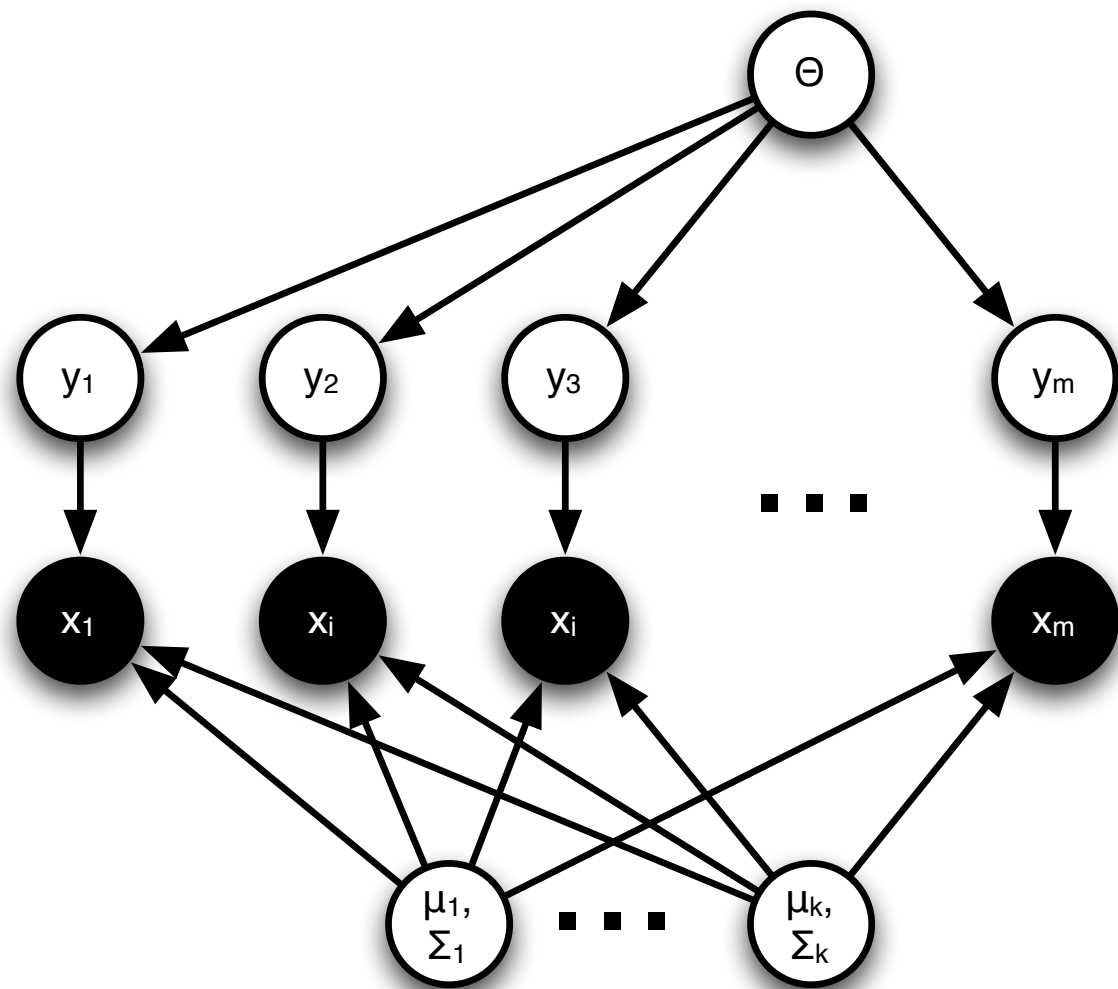 Θ
y₁ y₂ y₃ yₘ
...
x₁ xᵢ xᵢ xₘ
μ₁, ... μₖ,
Σ₁ Σₖ